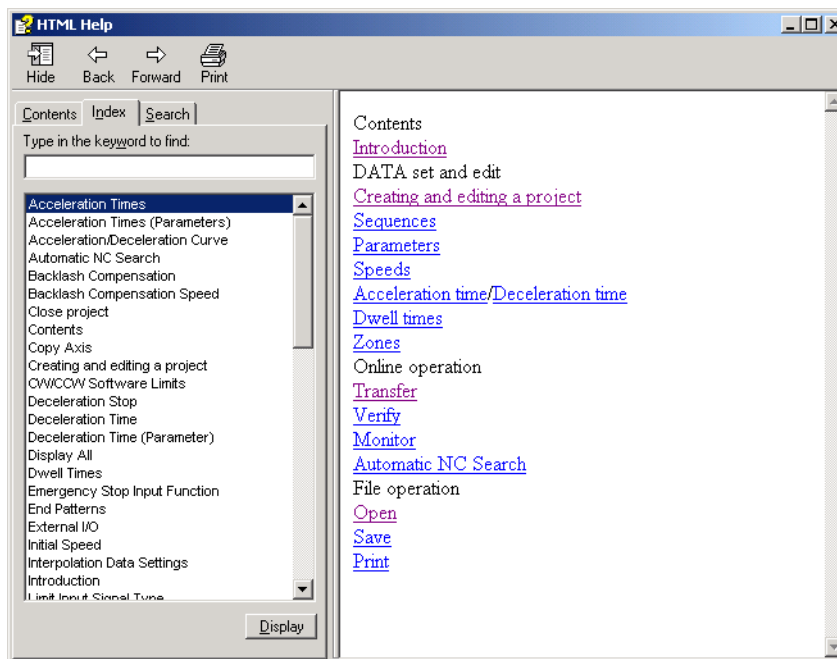 HTML Help
Hide Back Forward Print
Contents Index Search
Type in the keyword to find:
Acceleration Times
Acceleration Times (Parameters)
Acceleration/Deceleration Curve
Automatic NC Search
Backlash Compensation
Backlash Compensation Speed
Close project
Contents
Copy Axis
Creating and editing a project
CW/CCW Software Limits
Deceleration Stop
Deceleration Time
Deceleration Time (Parameter)
Display All
Dwell Times
Emergency Stop Input Function
End Patterns
External I/O
Initial Speed
Interpolation Data Settings
Introduction
Limit Input Signal Type
Display
Contents
Introduction
DATA set and edit
Creating and editing a project
Sequences
Parameters
Speeds
Acceleration time/Deceleration time
Dwell times
Zones
Online operation
Transfer
Verify
Monitor
Automatic NC Search
File operation
Open
Save
Print